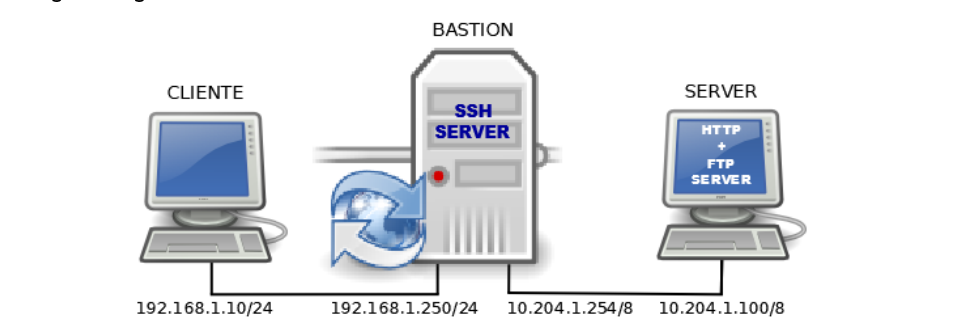 BASTION
CLIENTE
SERVER
SSH
SERVER
HTTP
+
FTP
SERVER
192.168.1.10/24
192.168.1.250/24
10.204.1.254/8
10.204.1.100/8